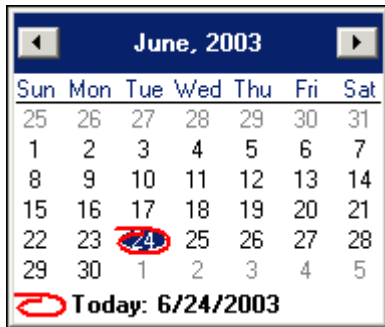 June, 2003
Sun Mon Tue Wed Thu Fri Sat
25 26 27 28 29 30 31
1 2 3 4 5 6 7
8 9 10 11 12 13 14
15 16 17 18 19 20 21
22 23 24 25 26 27 28
29 30 1 2 3 4 5
Today: 6/24/2003